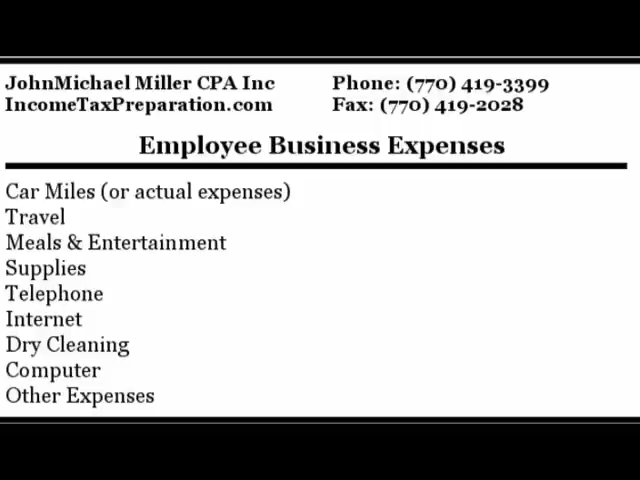 JohnMichael Miller CPA Inc Phone: (770) 419-3399
IncomeTaxPreparation.com Fax: (770) 419-2028
Employee Business Expenses
Car Miles (or actual expenses)
Travel
Meals & Entertainment
Supplies
Telephone
Internet
Dry Cleaning
Computer
Other Expenses